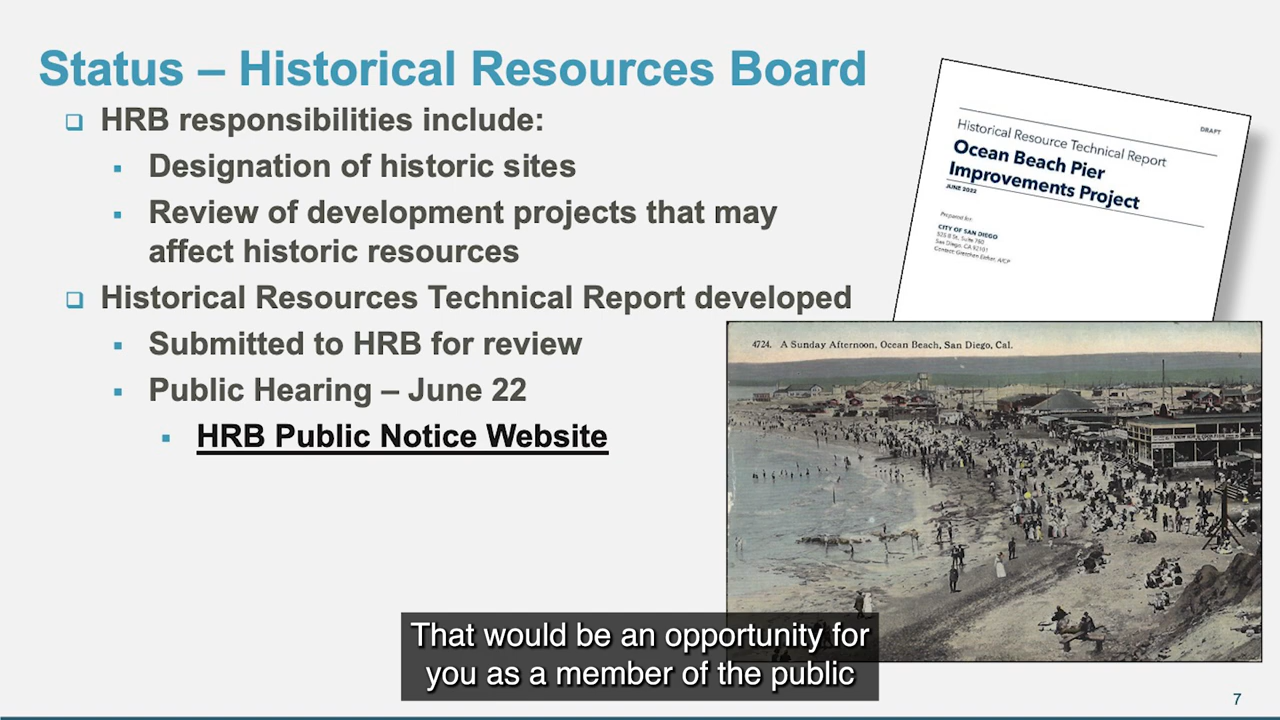 Status – Historical Resources Board
HRB responsibilities include:
Designation of historic sites
Review of development projects that may
affect historic resources
Historical Resources Technical Report developed
Submitted to HRB for review
Public Hearing – June 22
HRB Public Notice Website
DRAFT
Historical Resource Technical Report
Ocean Beach Pier
Improvements Project
JUNE 2022
Prepared for:
CITY OF SAN DIEGO
525 B St, Suite 750
San Diego, CA 92101
4724. A Sunday Afternoon, Ocean Beach, San Diego, Cal.
That would be an opportunity for
you as a member of the public
7